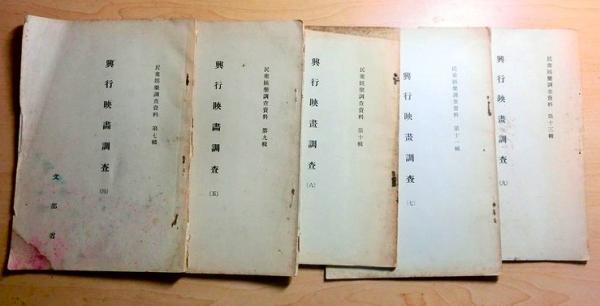 民衆娯樂調査資料 第七輯
興行映畫調査 (四)
文部省
民衆娯樂調査資料 第九輯
興行映畫調査 (五)
民衆娯樂調査資料 第十輯
興行映畫調査 (六)
民衆娯樂調査資料 第十一輯
興行映畫調査 (七)
民衆娯樂調査資料 第十三輯
興行映畫調査 (九)